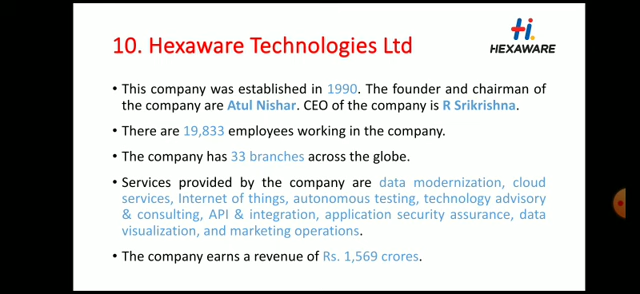 10. Hexaware Technologies Ltd
HEXAWARE
• This company was established in 1990. The founder and chairman of
the company are Atul Nishar. CEO of the company is R Srikrishna.
• There are 19,833 employees working in the company.
• The company has 33 branches across the globe.
• Services provided by the company are data modernization, cloud
services, Internet of things, autonomous testing, technology advisory
& consulting, API & integration, application security assurance, data
visualization, and marketing operations.
• The company earns a revenue of Rs. 1,569 crores.